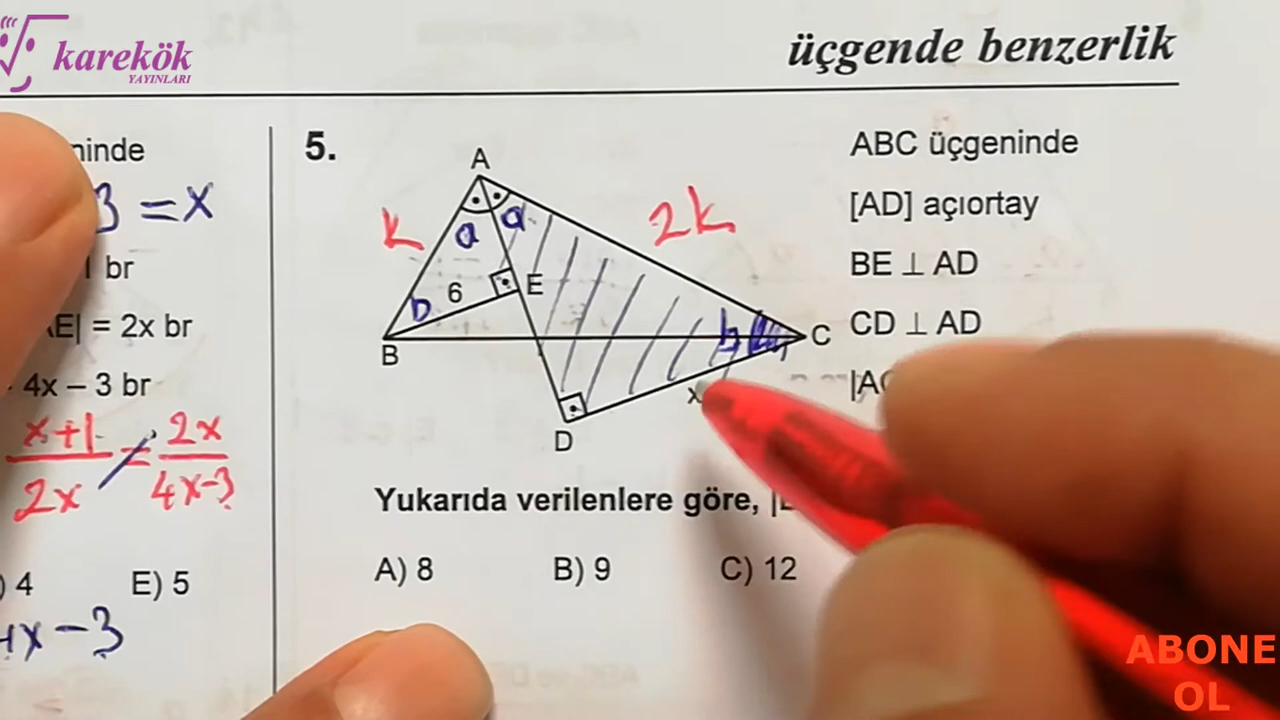 karekök
YAYINLARI
üçgende benzerlik
ninde
3 = x
br
= 2x br
4x – 3 br
x+1 = 2x
2x 4x-3
4
E) 5
x-3
5.
A
k
2k
a
a
b
6
E
B
b
C
x
D
ABC üçgeninde
[AD] açıortay
BE ⊥ AD
CD ⊥ AD
Yukarıda verilenlere göre,
A) 8
B) 9
C) 12
ABONE
OL